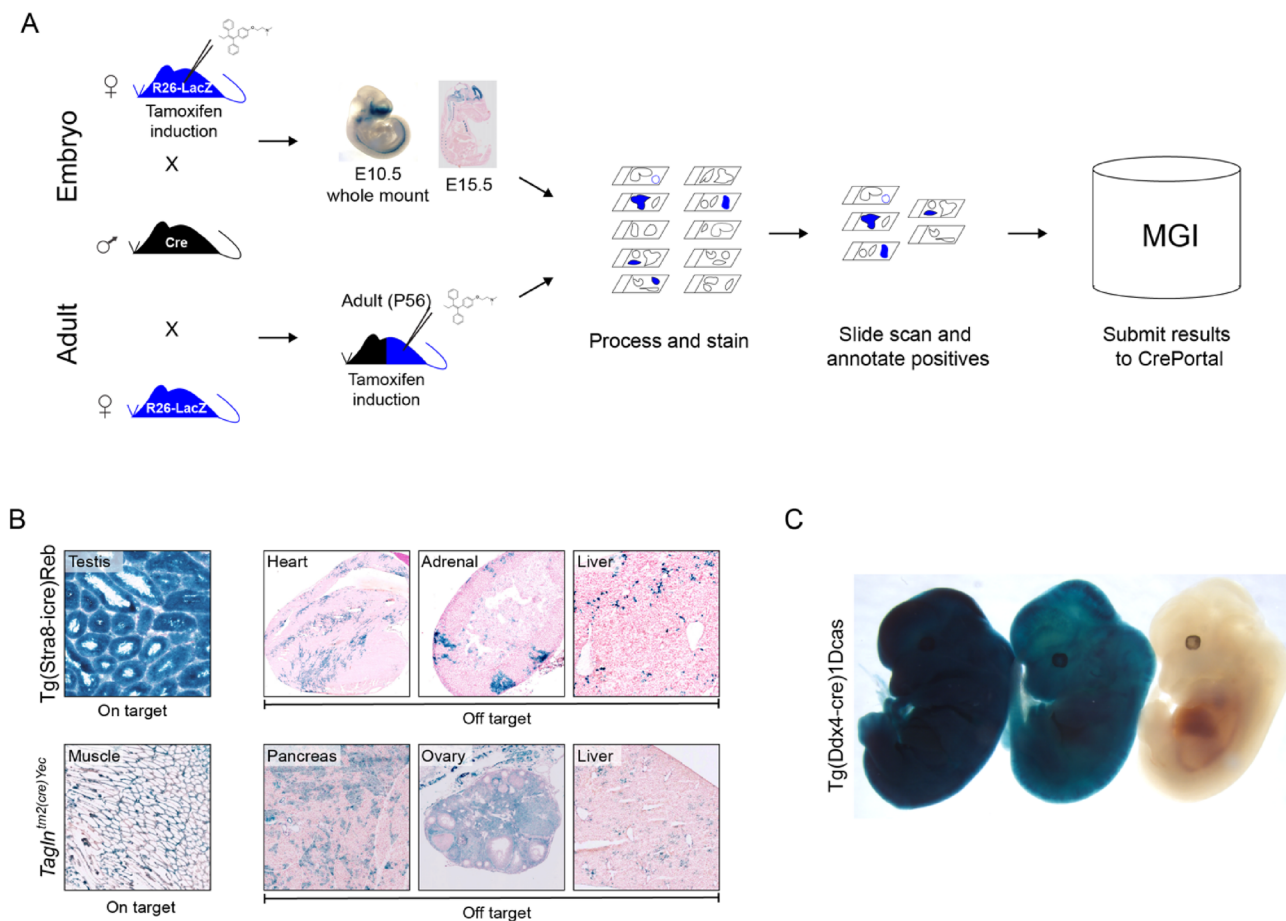 A
♀
R26-LacZ
Tamoxifen
induction
Embryo
X
♂
Cre
E10.5
whole mount
E15.5
Adult
X
♀
R26-LacZ
Adult (P56)
Tamoxifen
induction
Process and stain
Slide scan and
annotate positives
MGI
Submit results
to CrePortal
B
Tg(Stra8-icre)Reb
Testis
On target
Heart
Adrenal
Liver
Off target
Tagln^tm2(cre)Yec
Muscle
On target
Pancreas
Ovary
Liver
Off target
C
Tg(Ddx4-cre)1Dcas